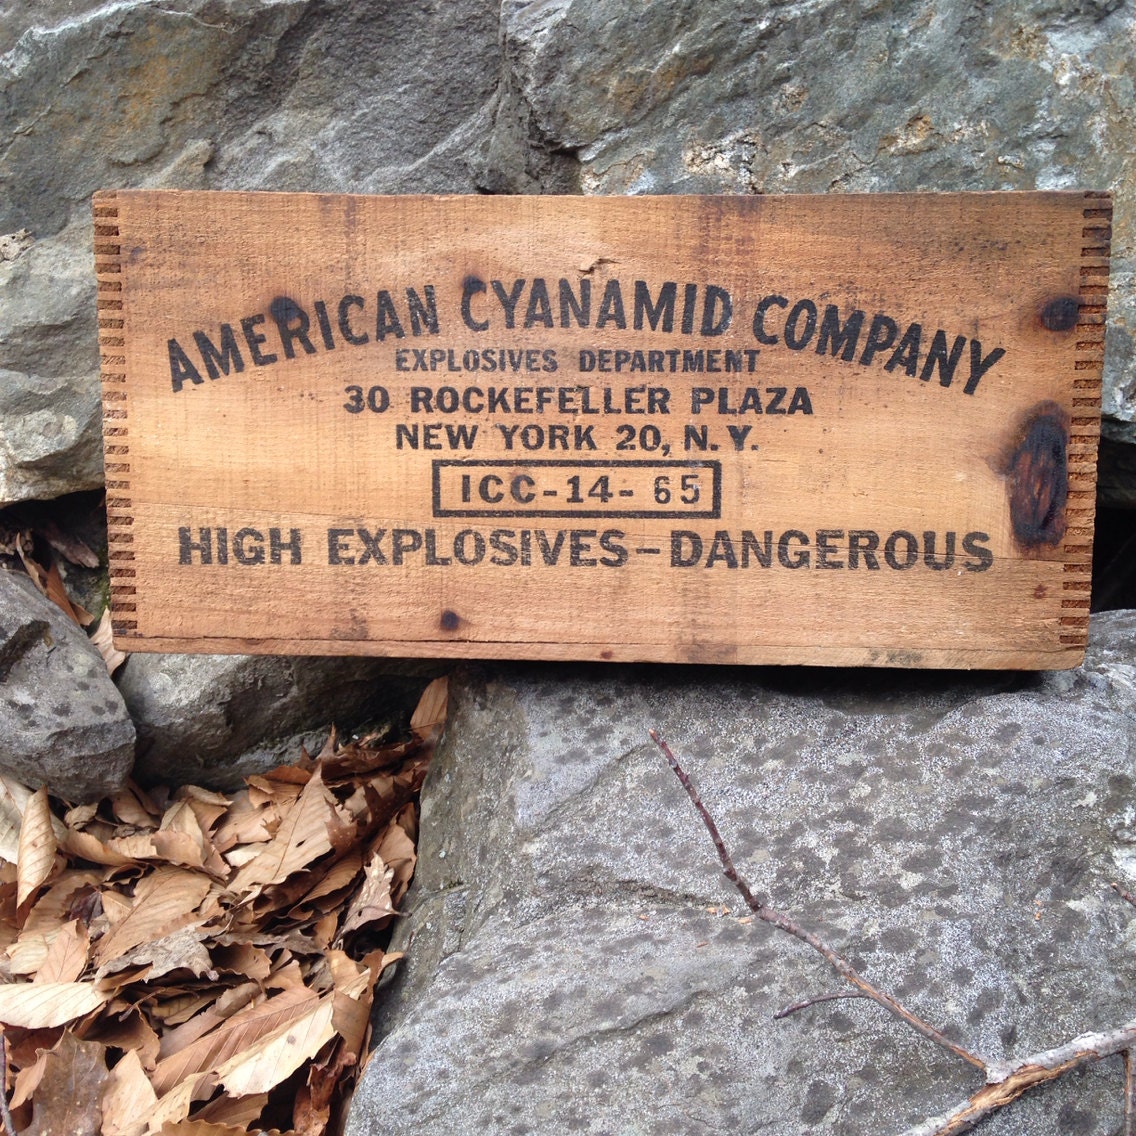 AMERICAN CYANAMID COMPANY
EXPLOSIVES DEPARTMENT
30 ROCKEFELLER PLAZA
NEW YORK 20, N.Y.
ICC-14-65
HIGH EXPLOSIVES-DANGEROUS